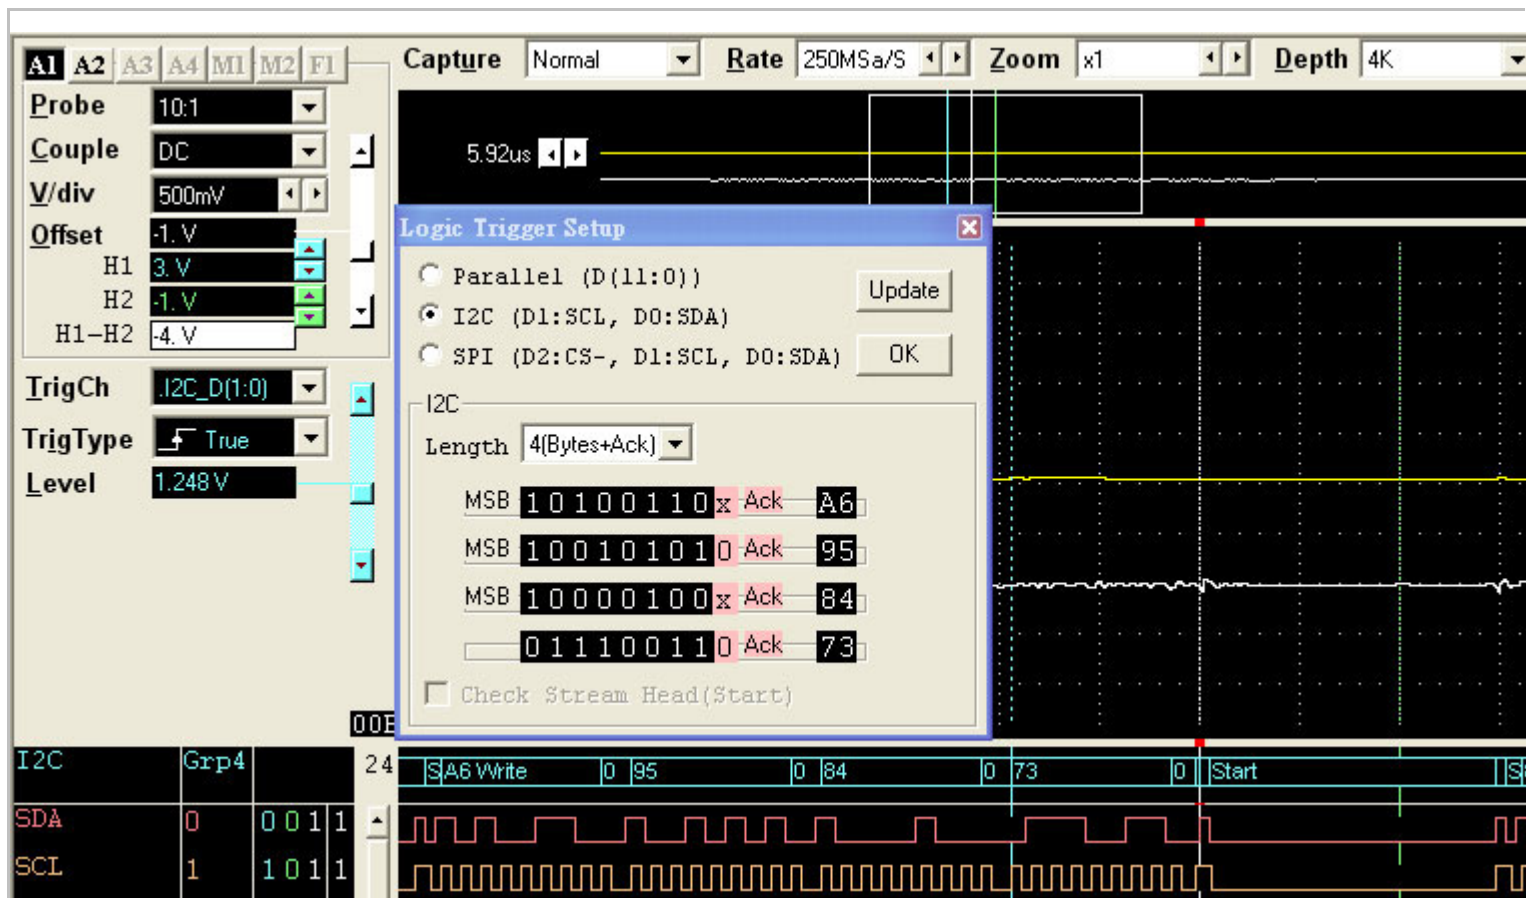 A1 A2 A3 A4 M1 M2 F1 Capture Normal Rate 250MSa/S Zoom x1 Depth 4K
Probe 10:1
Couple DC 5.92us
V/div 500mV
Offset -1. V
H1 3. V
H2 -1. V
H1-H2 -4. V
TrigCh .I2C_D(1:0)
TrigType True
Level 1.248 V
Logic Trigger Setup
Parallel (D(11:0))
Update
I2C (D1:SCL, D0:SDA)
SPI (D2:CS-, D1:SCL, D0:SDA)
OK
I2C
Length 4(Bytes+Ack)
MSB 10100110 x Ack A6
MSB 10010101 0 Ack 95
MSB 10000100 x Ack 84
01110011 0 Ack 73
Check Stream Head(Start)
I2C Grp4 24 S A6 Write 0 95 0 84 0 73 0 Start
SDA 0 0 0 1 1
SCL 1 1 0 1 1